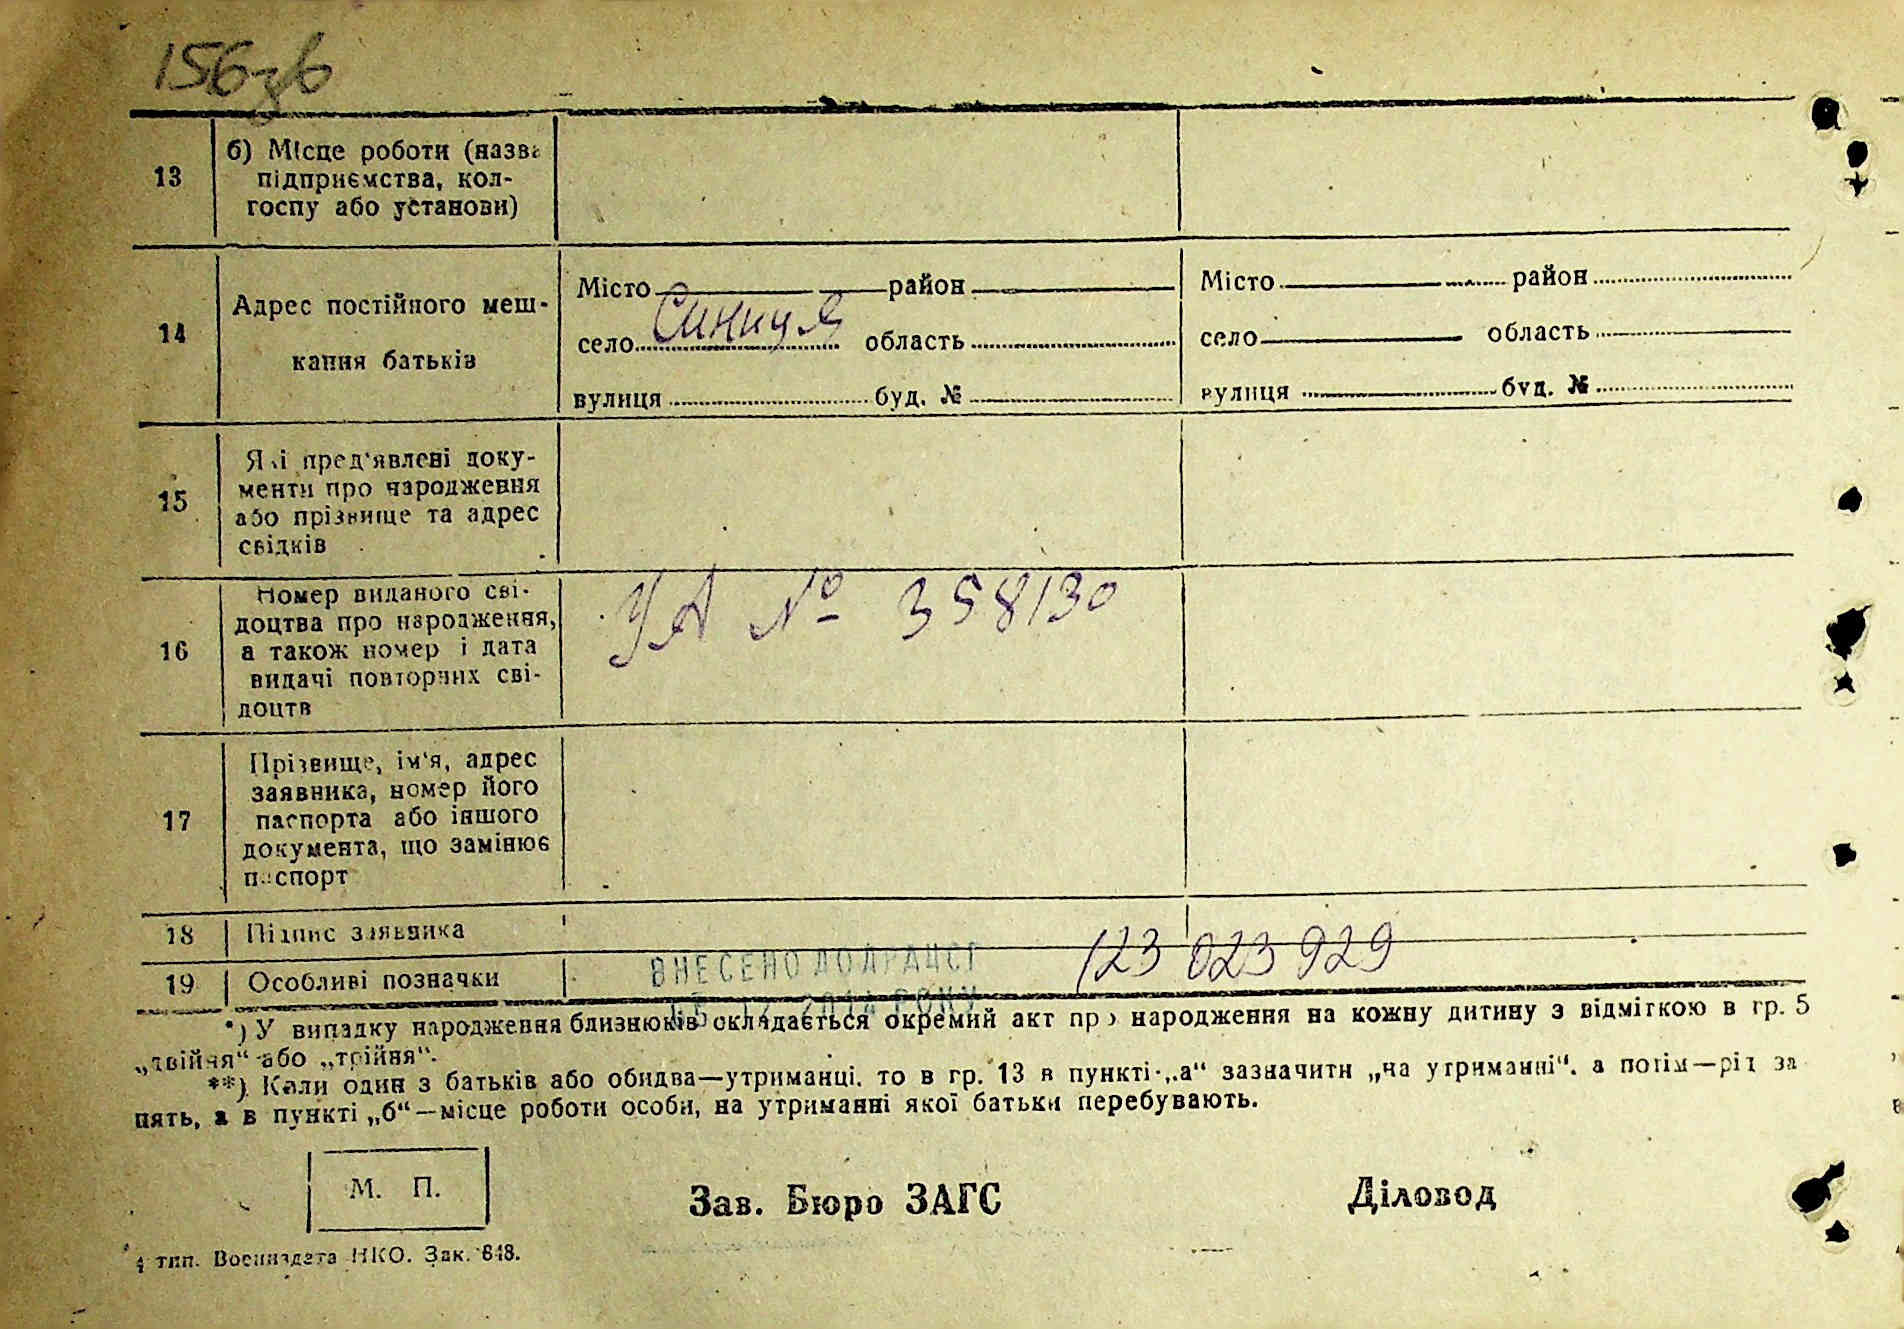 156зв
13
б) Місце роботи (назва
підприємства, кол-
госпу або установи)
14
Адрес постійного меш-
кання батьків
Місто район
село Синиця область
вулиця буд. №
Місто район
село область
вулиця буд. №
15
Які пред'явлені доку-
менти про народження
або прізвище та адрес
свідків
16
Номер виданого сві-
доцтва про народження,
а також номер і дата
видачі повторних сві-
доцтв
УА № 358130
17
Прізвище, ім'я, адрес
заявника, номер його
паспорта або іншого
документа, що замінює
паспорт
18
Підпис заявника
19
Особливі позначки
ВНЕСЕНО ДО ДРАЦСГ
12 2014 РОКУ
123 023 929
*) У випадку народження близнюків складається окремий акт про народження на кожну дитину з відміткою в гр. 5
„двійня“ або „трійня“.
**) Коли один з батьків або обидва—утриманці, то в гр. 13 в пункті „а“ зазначити „на утриманні“, а потім—рід за
нять, а в пункті „б“—місце роботи особи, на утриманні якої батьки перебувають.
М. П.
Зав. Бюро ЗАГС
Діловод
4 тип. Воениздата НКО. Зак. 648.